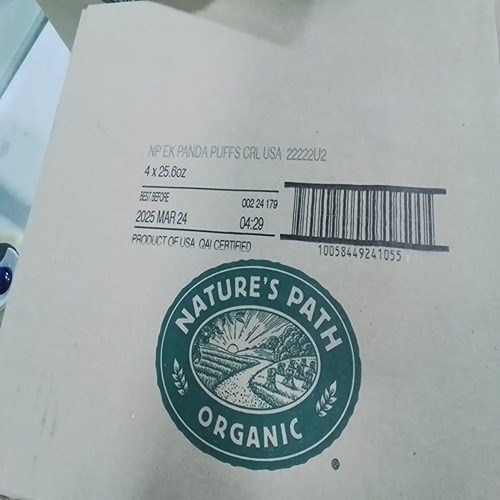 NP EK PANDA PUFFS CRL USA 22222U2
4 x 25.6oz
BEST BEFORE 002 24 179
2025 MAR 24 04:29
PRODUCT OF USA QAI CERTIFIED
10058449241055
NATURE'S PATH
ORGANIC
®